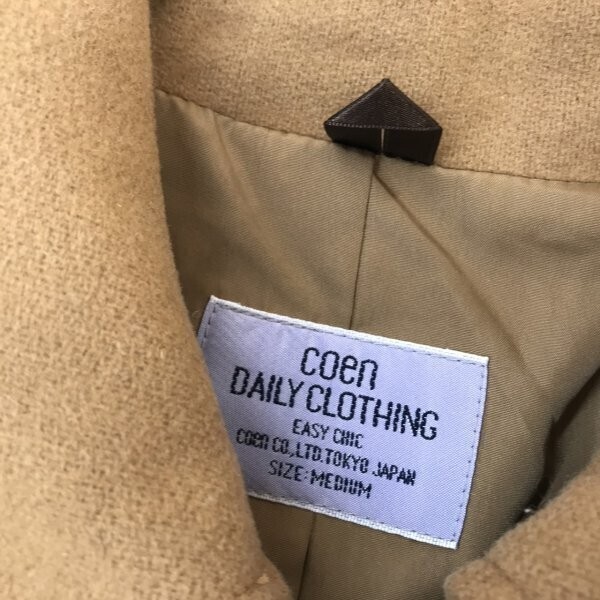 coen
DAILY CLOTHING
EASY CHIC
COEN CO., LTD. TOKYO JAPAN
SIZE: MEDIUM